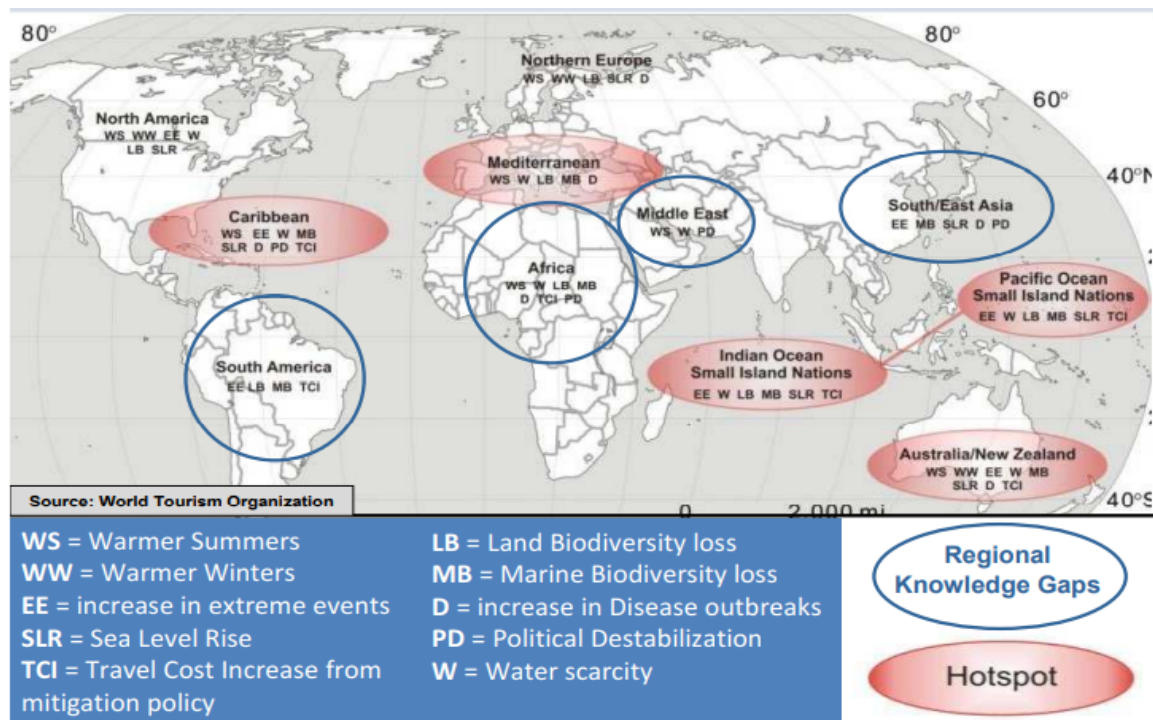 80°
80°
Northern Europe
WS WW LB SLR D
60°
North America
WS WW EE W
LB SLR
Mediterranean
WS W LB MB D
40°N
Caribbean
WS EE W MB
SLR D PD TCI
Middle East
WS W PD
South/East Asia
EE MB SLR D PD
Africa
WS W LB MB
D TCI PD
Pacific Ocean
Small Island Nations
EE W LB MB SLR TCI
South America
EE LB MB TCI
Indian Ocean
Small Island Nations
EE W LB MB SLR TCI
Australia/New Zealand
WS WW EE W MB
SLR D TCI
40°S
Source: World Tourism Organization
0 2,000 mi
WS = Warmer Summers
WW = Warmer Winters
EE = increase in extreme events
SLR = Sea Level Rise
TCI = Travel Cost Increase from
mitigation policy
LB = Land Biodiversity loss
MB = Marine Biodiversity loss
D = increase in Disease outbreaks
PD = Political Destabilization
W = Water scarcity
Regional
Knowledge Gaps
Hotspot